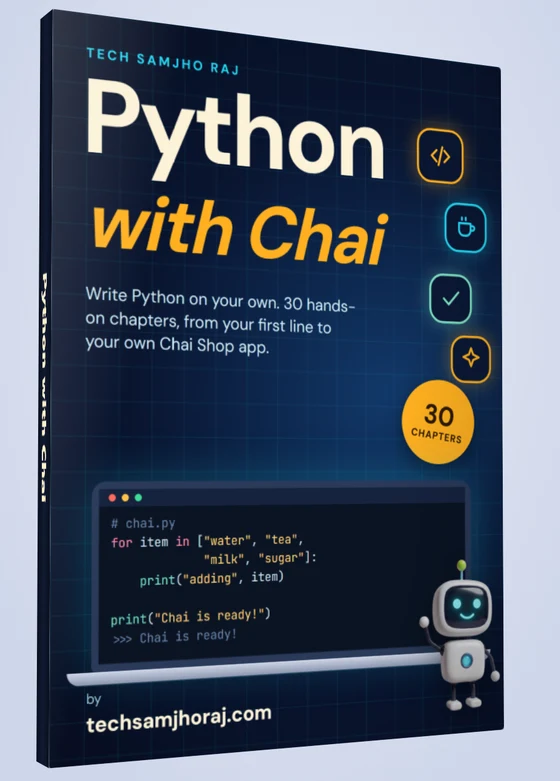 TECH SAMJHO RAJ
Python
with Chai
</>
Write Python on your own. 30 hands-
on chapters, from your first line to
your own Chai Shop app.
30
CHAPTERS
# chai.py
for item in ["water", "tea",
"milk", "sugar"]:
print("adding", item)
print("Chai is ready!")
>>> Chai is ready!
by
techsamjhoraj.com
Python with Chai